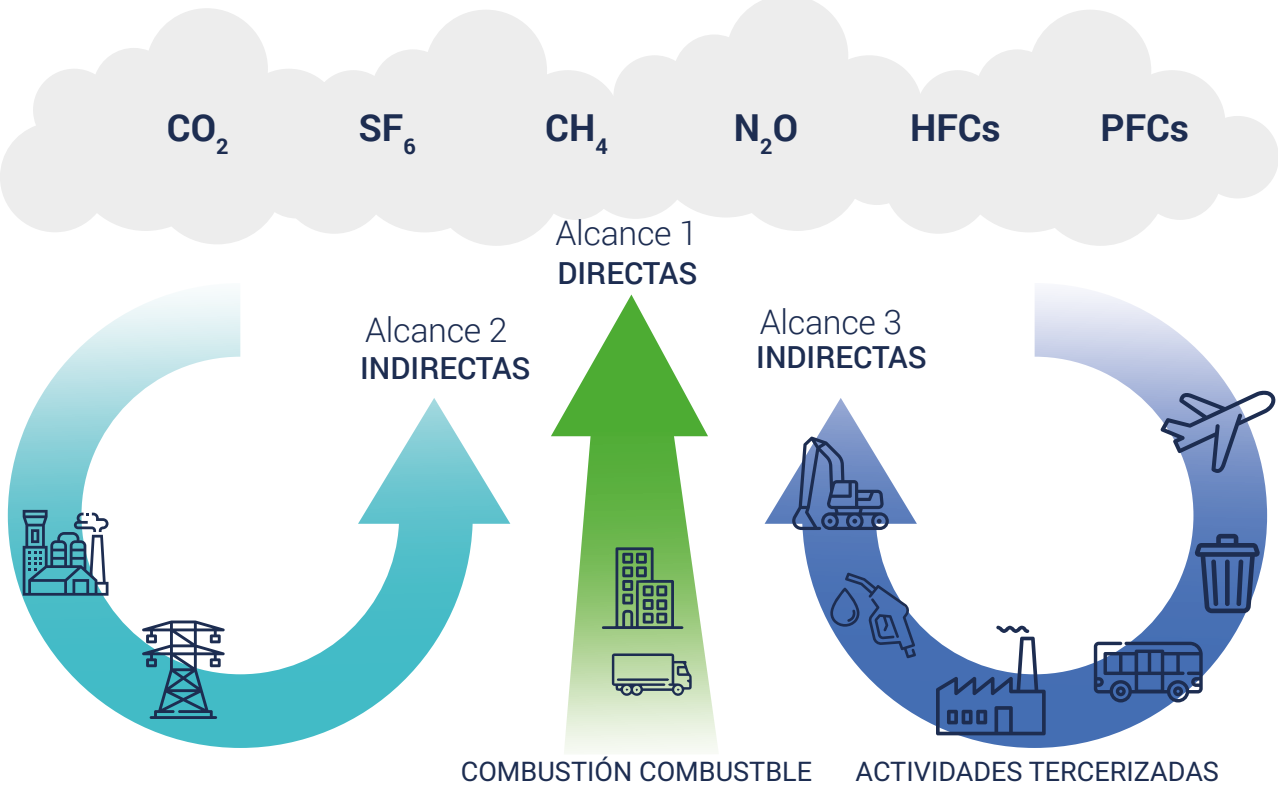 CO₂ SF₆ CH₄ N₂O HFCs PFCs
Alcance 1
DIRECTAS
Alcance 2
INDIRECTAS
Alcance 3
INDIRECTAS
COMBUSTIÓN COMBUSTBLE
ACTIVIDADES TERCERIZADAS